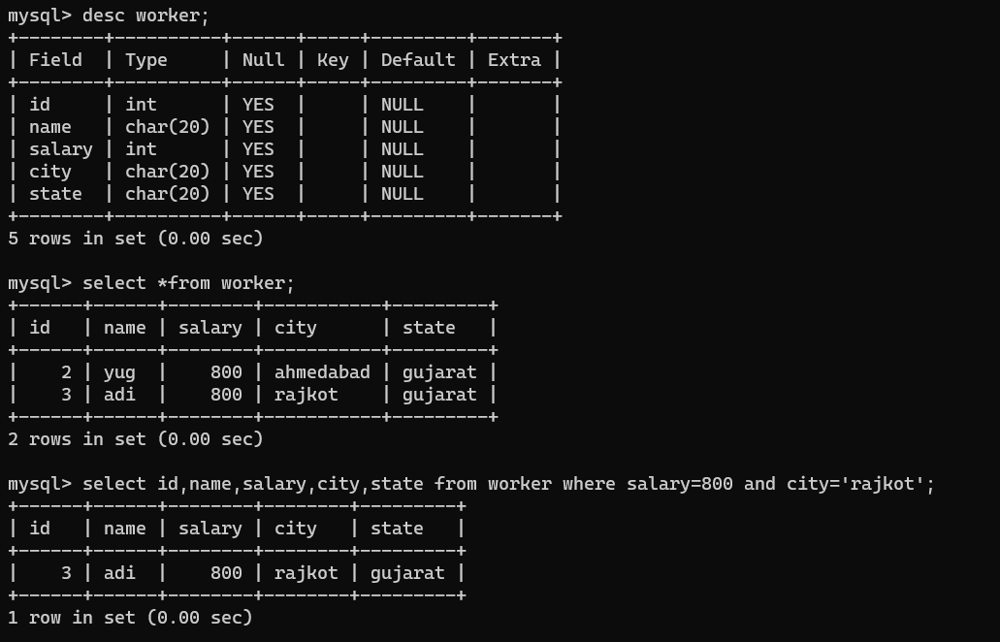 mysql> desc worker;
+--------+----------+------+-----+---------+-------+
| Field  | Type     | Null | Key | Default | Extra |
+--------+----------+------+-----+---------+-------+
| id     | int      | YES  |     | NULL    |       |
| name   | char(20) | YES  |     | NULL    |       |
| salary | int      | YES  |     | NULL    |       |
| city   | char(20) | YES  |     | NULL    |       |
| state  | char(20) | YES  |     | NULL    |       |
+--------+----------+------+-----+---------+-------+
5 rows in set (0.00 sec)

mysql> select *from worker;
+------+------+--------+-----------+---------+
| id   | name | salary | city      | state   |
+------+------+--------+-----------+---------+
|    2 | yug  |    800 | ahmedabad | gujarat |
|    3 | adi  |    800 | rajkot    | gujarat |
+------+------+--------+-----------+---------+
2 rows in set (0.00 sec)

mysql> select id,name,salary,city,state from worker where salary=800 and city='rajkot';
+------+------+--------+--------+---------+
| id   | name | salary | city   | state   |
+------+------+--------+--------+---------+
|    3 | adi  |    800 | rajkot | gujarat |
+------+------+--------+--------+---------+
1 row in set (0.00 sec)